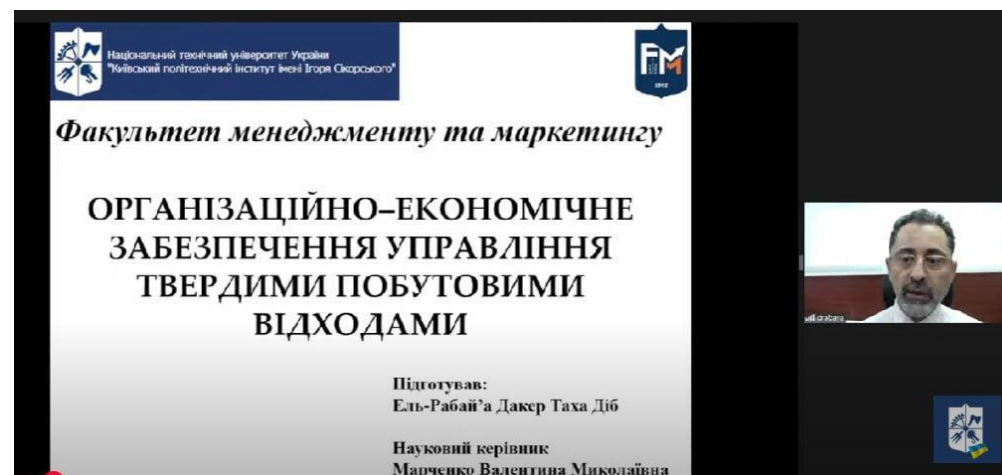 Національний технічний університет України
"Київський політехнічний інститут імені Ігоря Сікорського"
FM
1992
Факультет менеджменту та маркетингу
ОРГАНІЗАЦІЙНО–ЕКОНОМІЧНЕ
ЗАБЕЗПЕЧЕННЯ УПРАВЛІННЯ
ТВЕРДИМИ ПОБУТОВИМИ
ВІДХОДАМИ
Підготував:
Ель-Рабай'а Дакер Таха Діб
Науковий керівник
Марченко Валентина Миколаївна